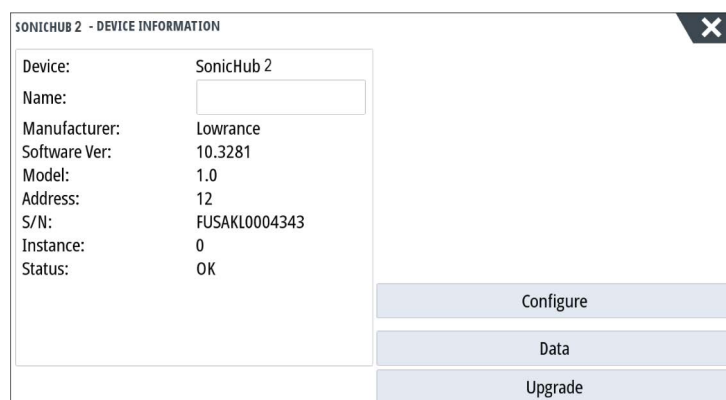 SONICHUB 2 - DEVICE INFORMATION
Device: SonicHub 2
Name:
Manufacturer: Lowrance
Software Ver: 10.3281
Model: 1.0
Address: 12
S/N: FUSAKL0004343
Instance: 0
Status: OK
Configure
Data
Upgrade